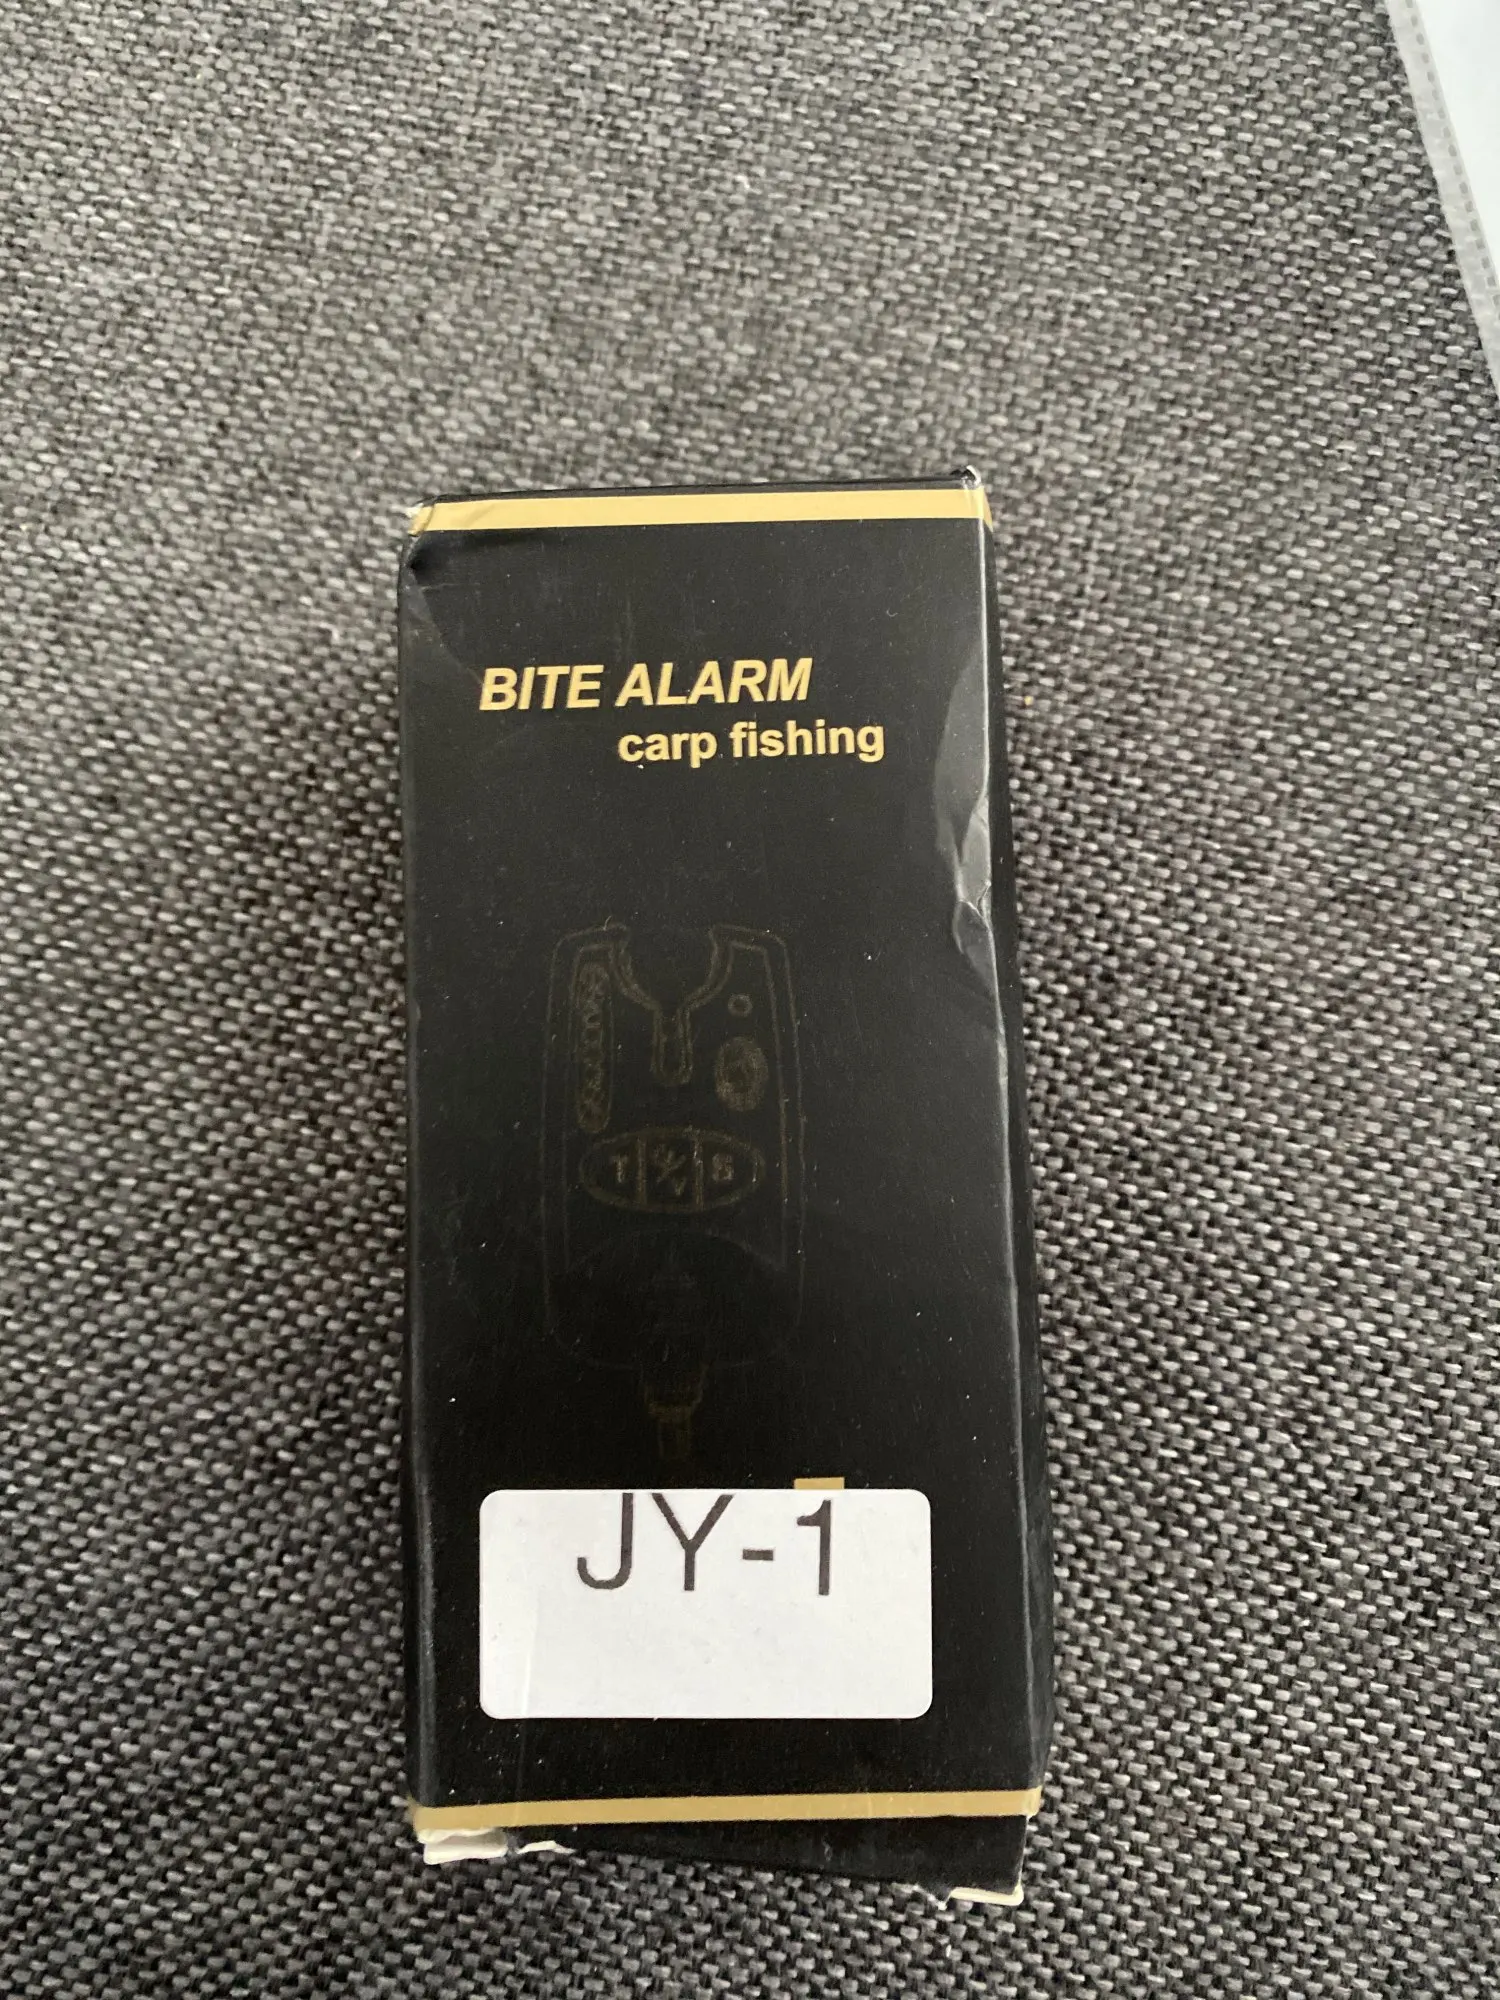 BITE ALARM
carp fishing
T S
JY-1